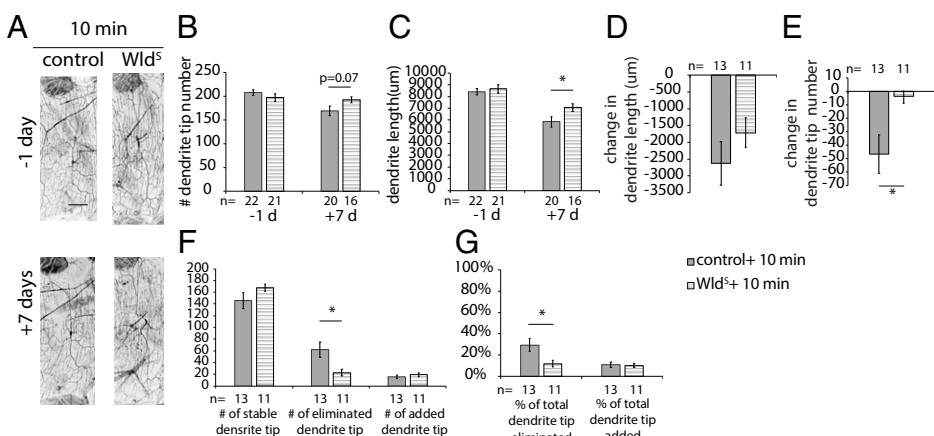 A
10 min
control
Wldˢ
-1 day
+7 days
B
# dendrite tip number
250
200
150
100
50
0
p=0.07
n= 22 21 20 16
-1 d +7 d
C
dendrite length(um)
10000
9000
8000
7000
6000
5000
4000
3000
2000
1000
0
*
n= 22 21 20 16
-1 d +7 d
D
n= 13 11
change in
dendrite length (um)
0
-500
-1000
-1500
-2000
-2500
-3000
-3500
E
n= 13 11
change in
dendrite tip number
10
0
-10
-20
-30
-40
-50
-60
-70
*
F
200
180
160
140
120
100
80
60
40
20
0
*
n= 13 11 13 11 13 11
# of stable
densrite tip
# of eliminated
dendrite tip
# of added
dendrite tip
G
100%
80%
60%
40%
20%
0%
*
n= 13 11 13 11
% of total
dendrite tip
eliminated
% of total
dendrite tip
added
control+ 10 min
Wldˢ+ 10 min